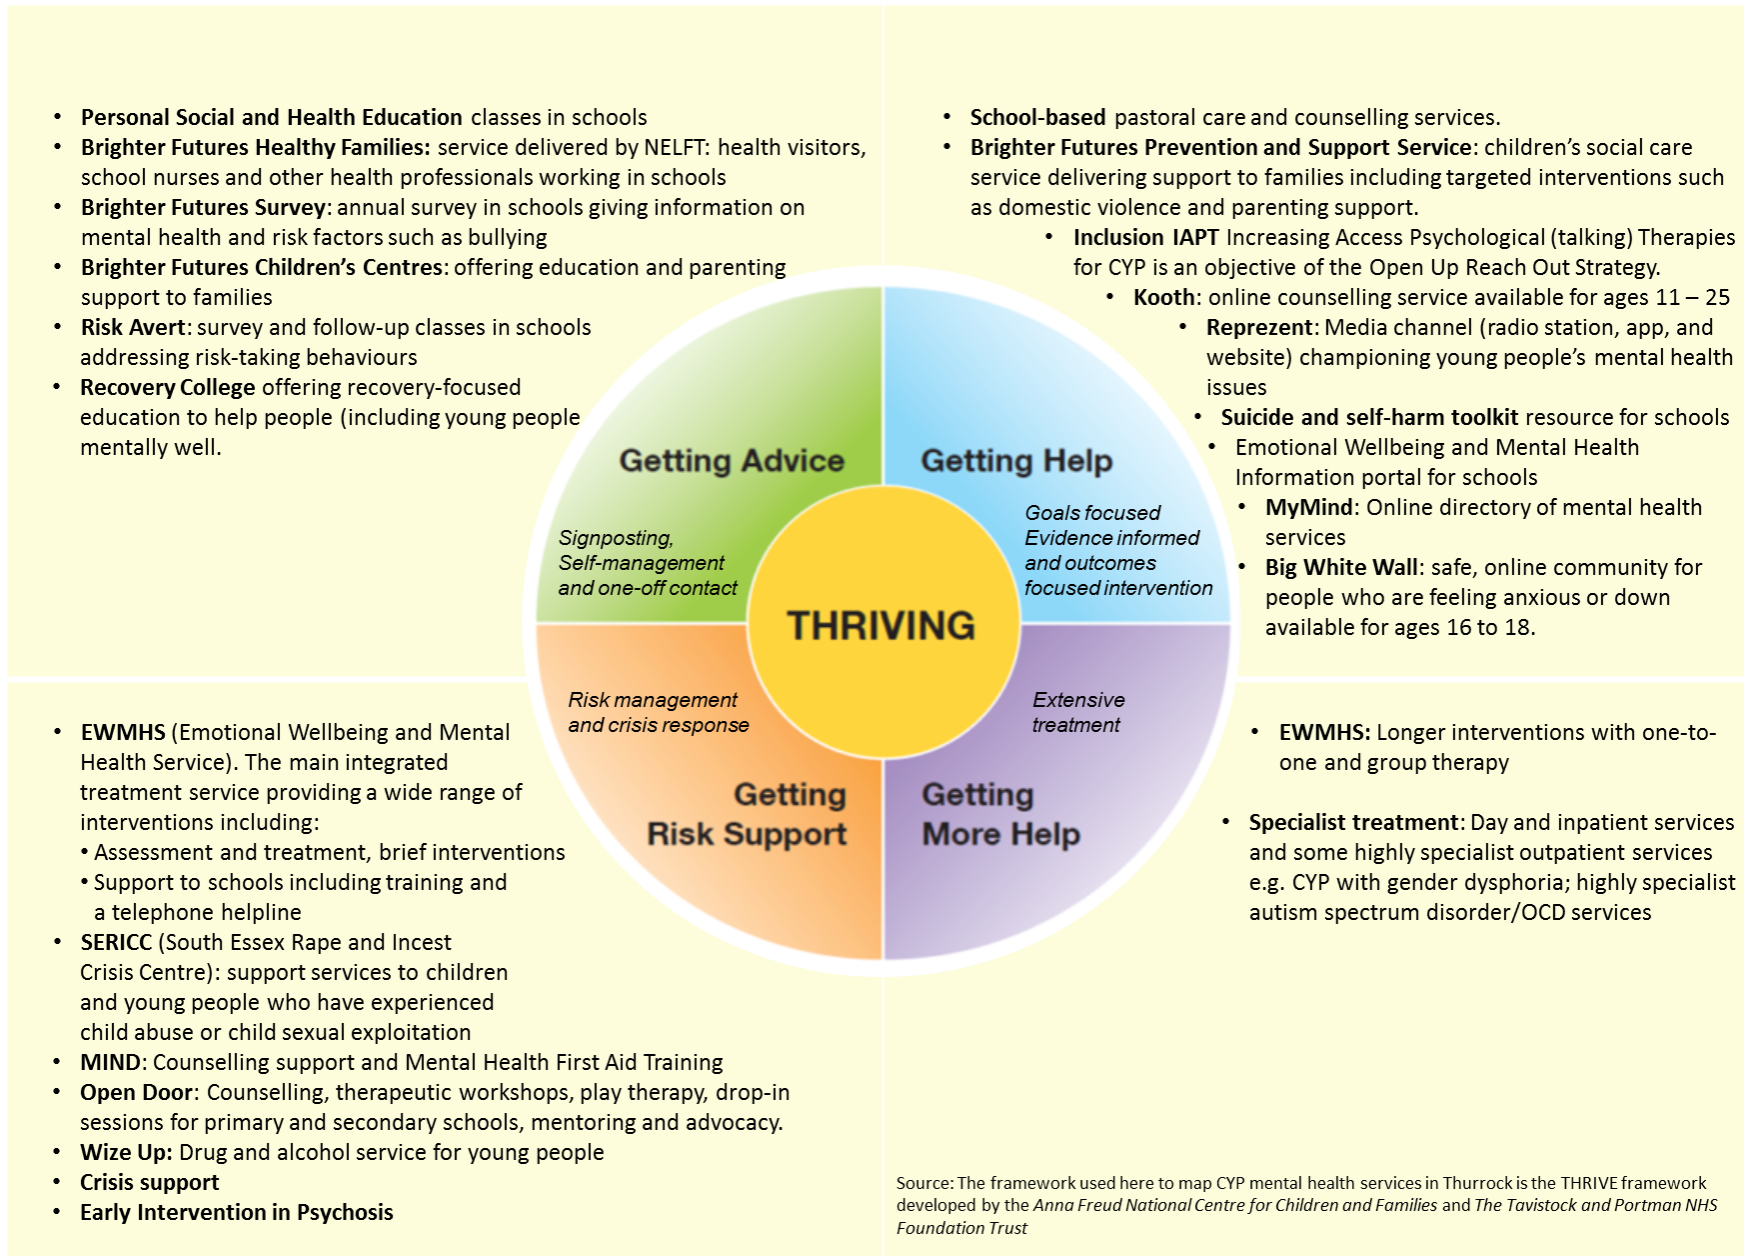 • Personal Social and Health Education classes in schools
• Brighter Futures Healthy Families: service delivered by NELFT: health visitors,
school nurses and other health professionals working in schools
• Brighter Futures Survey: annual survey in schools giving information on
mental health and risk factors such as bullying
• Brighter Futures Children’s Centres: offering education and parenting
support to families
• Risk Avert: survey and follow-up classes in schools
addressing risk-taking behaviours
• Recovery College offering recovery-focused
education to help people (including young people
mentally well.
• School-based pastoral care and counselling services.
• Brighter Futures Prevention and Support Service: children’s social care
service delivering support to families including targeted interventions such
as domestic violence and parenting support.
• Inclusion IAPT Increasing Access Psychological (talking) Therapies
for CYP is an objective of the Open Up Reach Out Strategy.
• Kooth: online counselling service available for ages 11 – 25
• Reprezent: Media channel (radio station, app, and
website) championing young people’s mental health
issues
• Suicide and self-harm toolkit resource for schools
• Emotional Wellbeing and Mental Health
Information portal for schools
• MyMind: Online directory of mental health
services
• Big White Wall: safe, online community for
people who are feeling anxious or down
available for ages 16 to 18.
Getting Advice
Signposting,
Self-management
and one-off contact
Getting Help
Goals focused
Evidence informed
and outcomes
focused intervention
THRIVING
Risk management
and crisis response
Getting
Risk Support
Extensive
treatment
Getting
More Help
• EWMHS (Emotional Wellbeing and Mental
Health Service). The main integrated
treatment service providing a wide range of
interventions including:
• Assessment and treatment, brief interventions
• Support to schools including training and
a telephone helpline
• SERICC (South Essex Rape and Incest
Crisis Centre): support services to children
and young people who have experienced
child abuse or child sexual exploitation
• MIND: Counselling support and Mental Health First Aid Training
• Open Door: Counselling, therapeutic workshops, play therapy, drop-in
sessions for primary and secondary schools, mentoring and advocacy.
• Wize Up: Drug and alcohol service for young people
• Crisis support
• Early Intervention in Psychosis
• EWMHS: Longer interventions with one-to-
one and group therapy
• Specialist treatment: Day and inpatient services
and some highly specialist outpatient services
e.g. CYP with gender dysphoria; highly specialist
autism spectrum disorder/OCD services
Source: The framework used here to map CYP mental health services in Thurrock is the THRIVE framework
developed by the Anna Freud National Centre for Children and Families and The Tavistock and Portman NHS
Foundation Trust